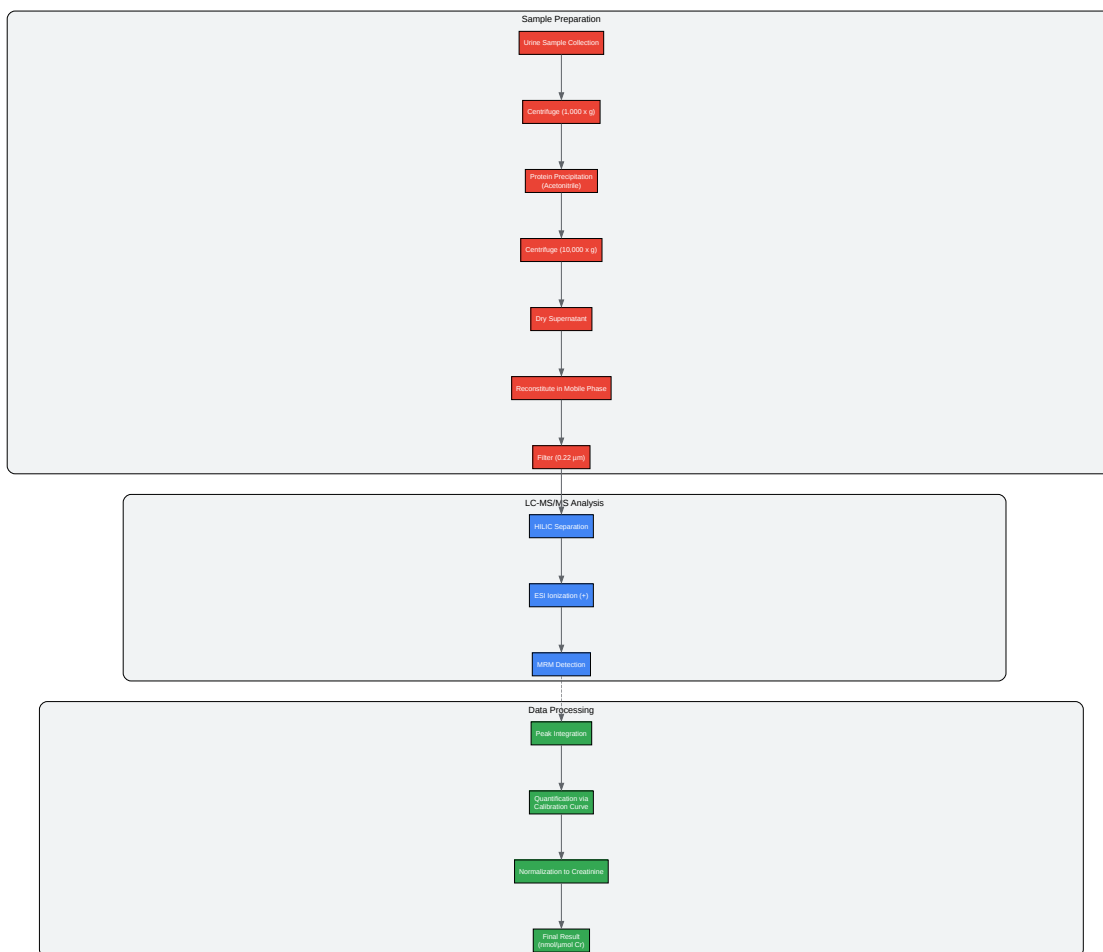 Sample Preparation
Urine Sample Collection
Centrifuge (1,000 x g)
Protein Precipitation
(Acetonitrile)
Centrifuge (10,000 x g)
Dry Supernatant
Reconstitute in Mobile Phase
Filter (0.22 µm)
LC-MS/MS Analysis
HILIC Separation
ESI Ionization (+)
MRM Detection
Data Processing
Peak Integration
Quantification via
Calibration Curve
Normalization to Creatinine
Final Result
(nmol/µmol Cr)